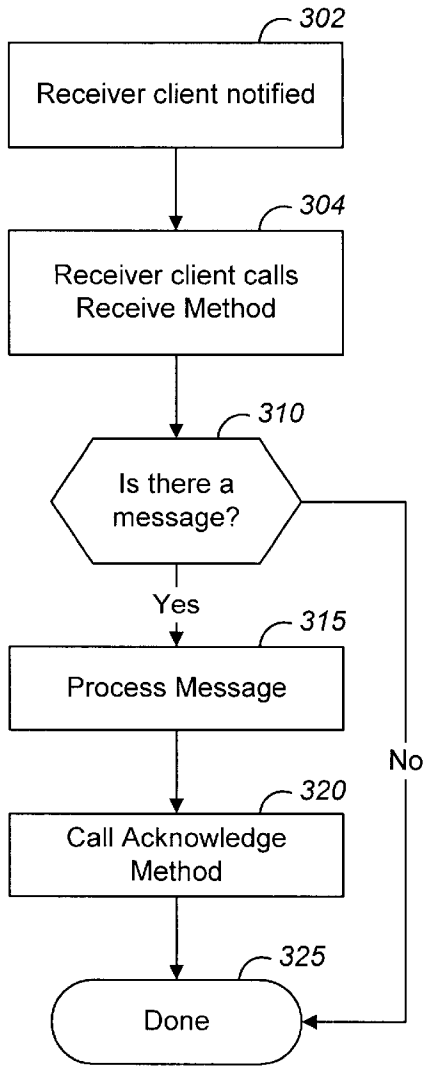 302
Receiver client notified
304
Receiver client calls
Receive Method
310
Is there a
message?
Yes
315
Process Message
No
320
Call Acknowledge
Method
325
Done